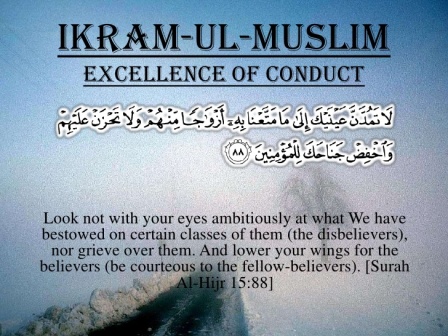 IKRAM-UL-MUSLIM
EXCELLENCE OF CONDUCT
لَا تَمُدَّنَّ عَيْنَيْكَ إِلَىٰ مَا مَتَّعْنَا بِهِۦٓ أَزْوَٰجًا مِّنْهُمْ وَلَا تَحْزَنْ عَلَيْهِمْ
وَٱخْفِضْ جَنَاحَكَ لِلْمُؤْمِنِينَ ٨٨
Look not with your eyes ambitiously at what We have
bestowed on certain classes of them (the disbelievers),
nor grieve over them. And lower your wings for the
believers (be courteous to the fellow-believers). [Surah
Al-Hijr 15:88]